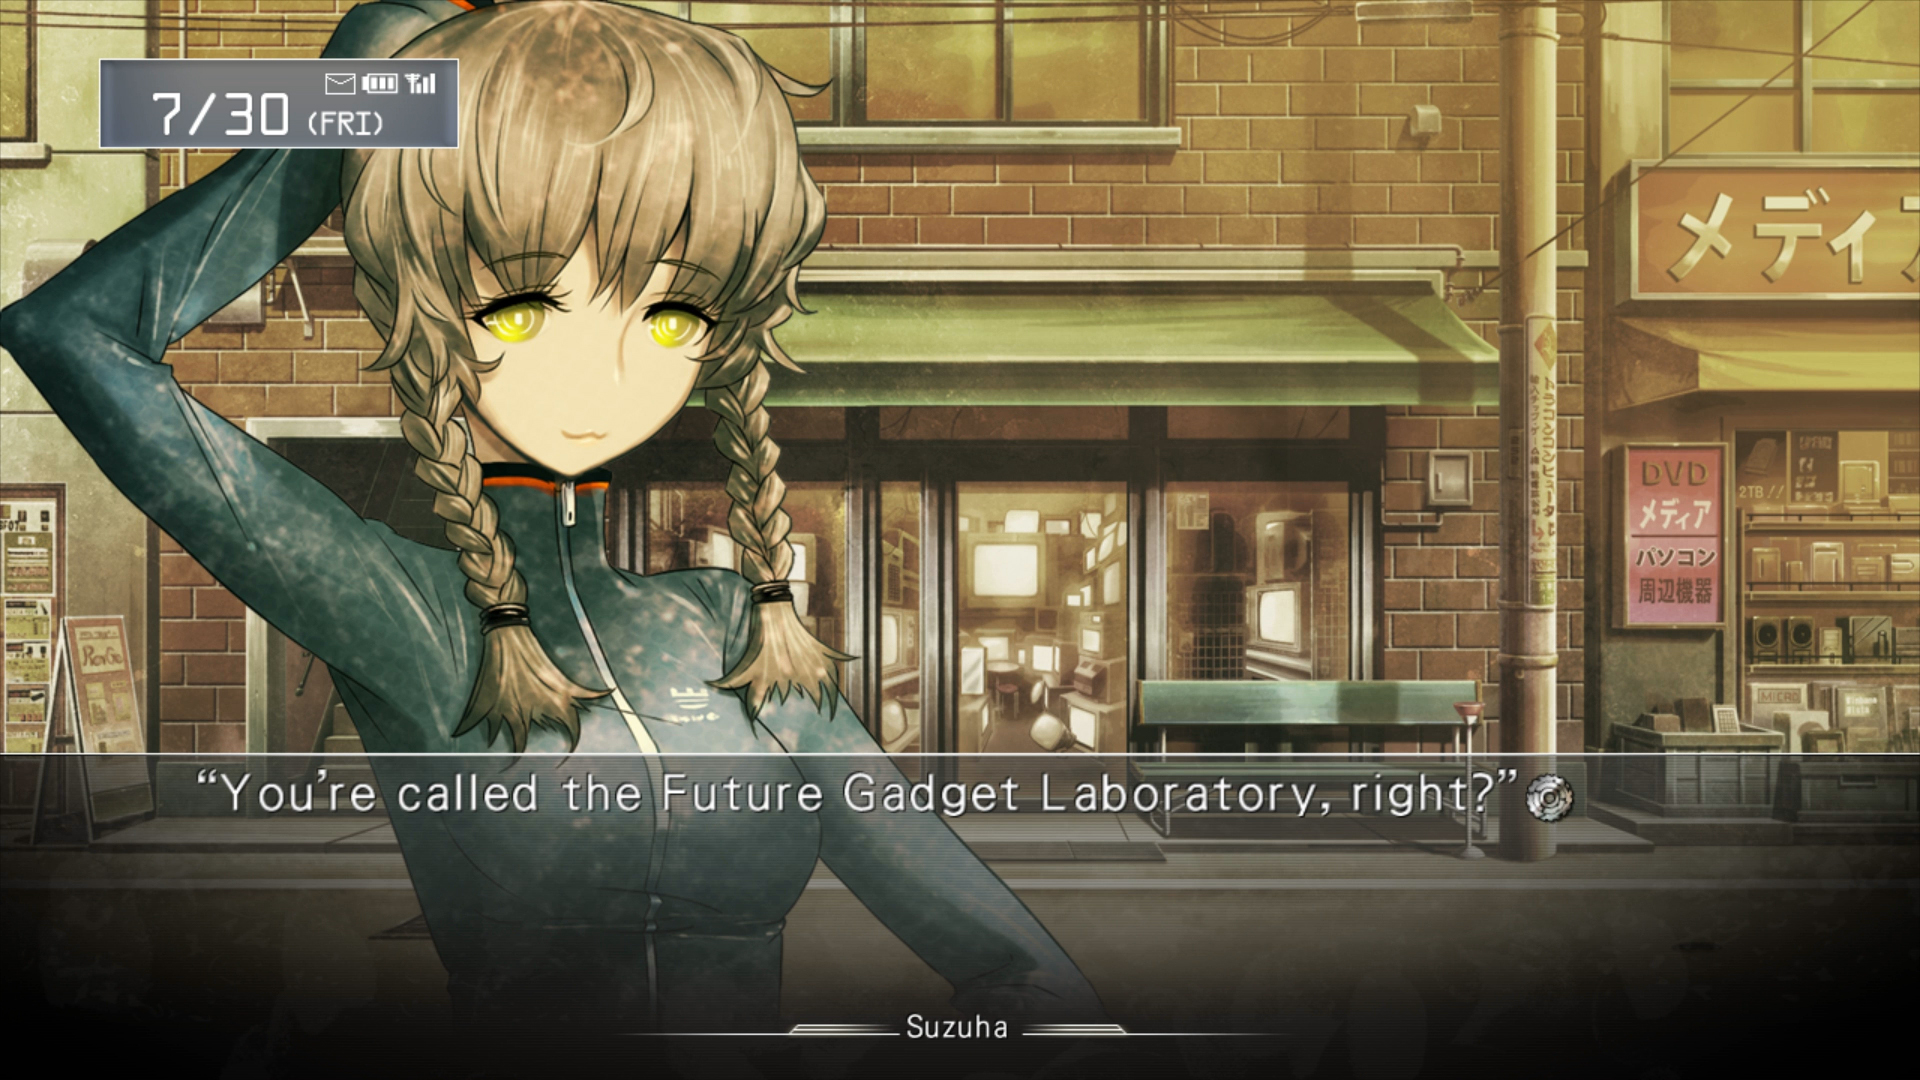 7/30 (FRI)
メディア
DVD
メディア
パソコン
周辺機器
2TB!!
MICRO
“You’re called the Future Gadget Laboratory, right?”
Suzuha